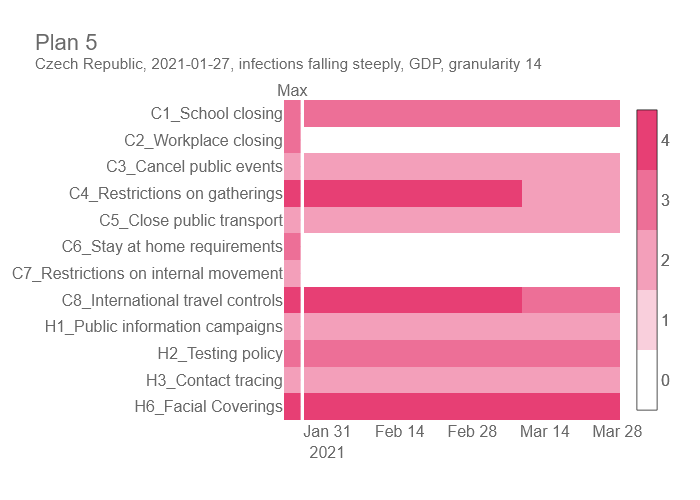 Plan 5
Czech Republic, 2021-01-27, infections falling steeply, GDP, granularity 14
Max
C1_School closing
C2_Workplace closing
C3_Cancel public events
C4_Restrictions on gatherings
C5_Close public transport
C6_Stay at home requirements
C7_Restrictions on internal movement
C8_International travel controls
H1_Public information campaigns
H2_Testing policy
H3_Contact tracing
H6_Facial Coverings
4
3
2
1
0
Jan 31 Feb 14 Feb 28 Mar 14 Mar 28
2021